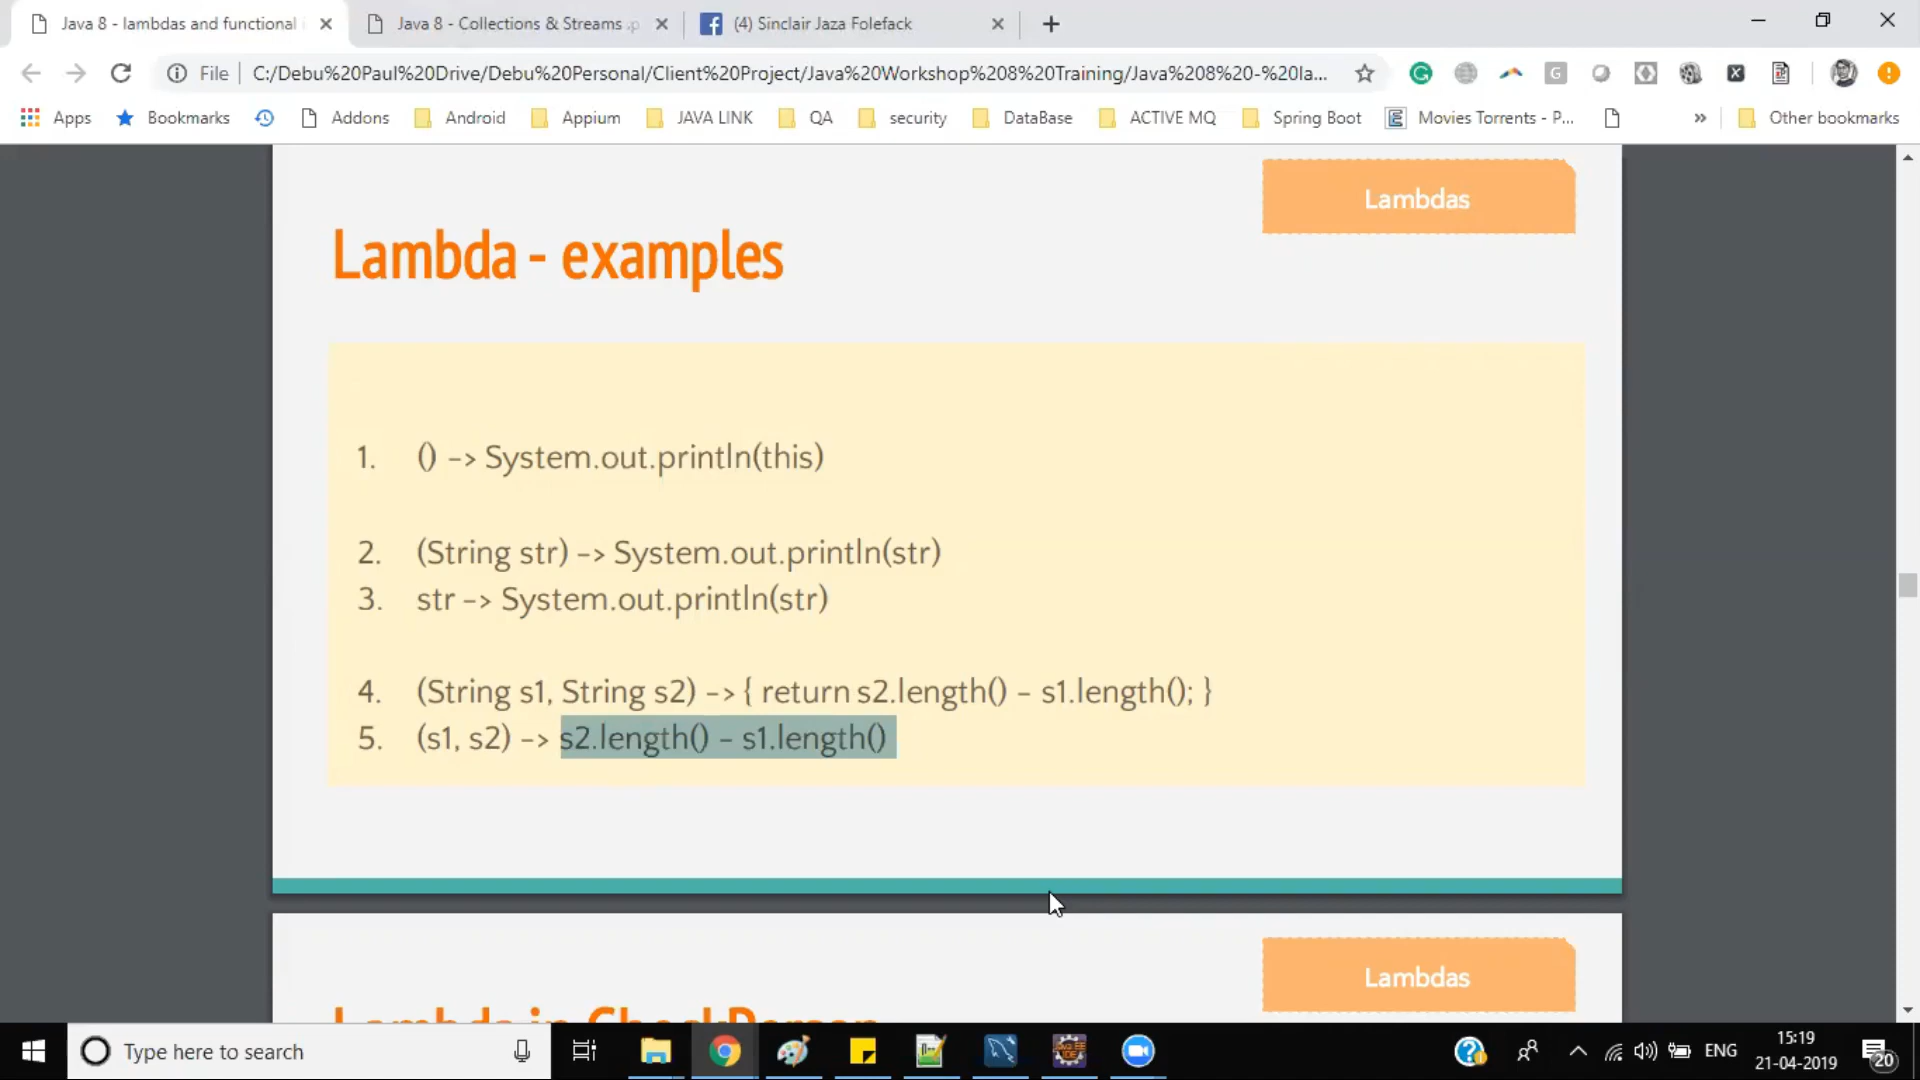 Java 8 - lambdas and functional i
Java 8 - Collections & Streams .p
(4) Sinclair Jaza Folefack
File
C:/Debu%20Paul%20Drive/Debu%20Personal/Client%20Project/Java%20Workshop%208%20Training/Java%208%20-%20la...
Apps
Bookmarks
Addons
Android
Appium
JAVA LINK
QA
security
DataBase
ACTIVE MQ
Spring Boot
Movies Torrents - P...
»
Other bookmarks
Lambdas
Lambda - examples
1. () -> System.out.println(this)
2. (String str) -> System.out.println(str)
3. str -> System.out.println(str)
4. (String s1, String s2) -> { return s2.length() - s1.length(); }
5. (s1, s2) -> s2.length() - s1.length()
Lambdas
Lambda in CheckPerson
Type here to search
ENG
15:19
21-04-2019
20